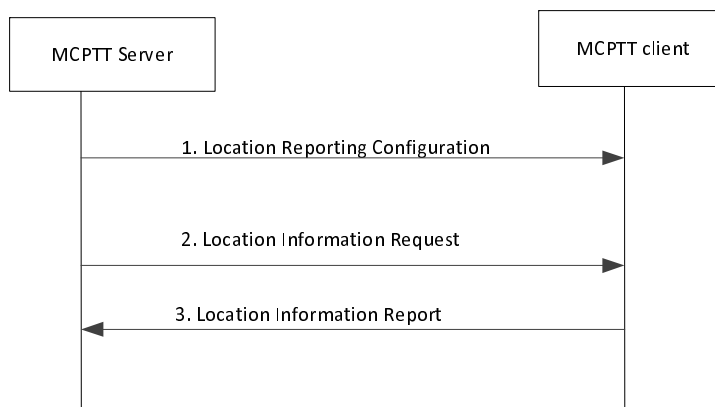 MCPTT Server
MCPTT client
1. Location Reporting Configuration
2. Location Information Request
3. Location Information Report